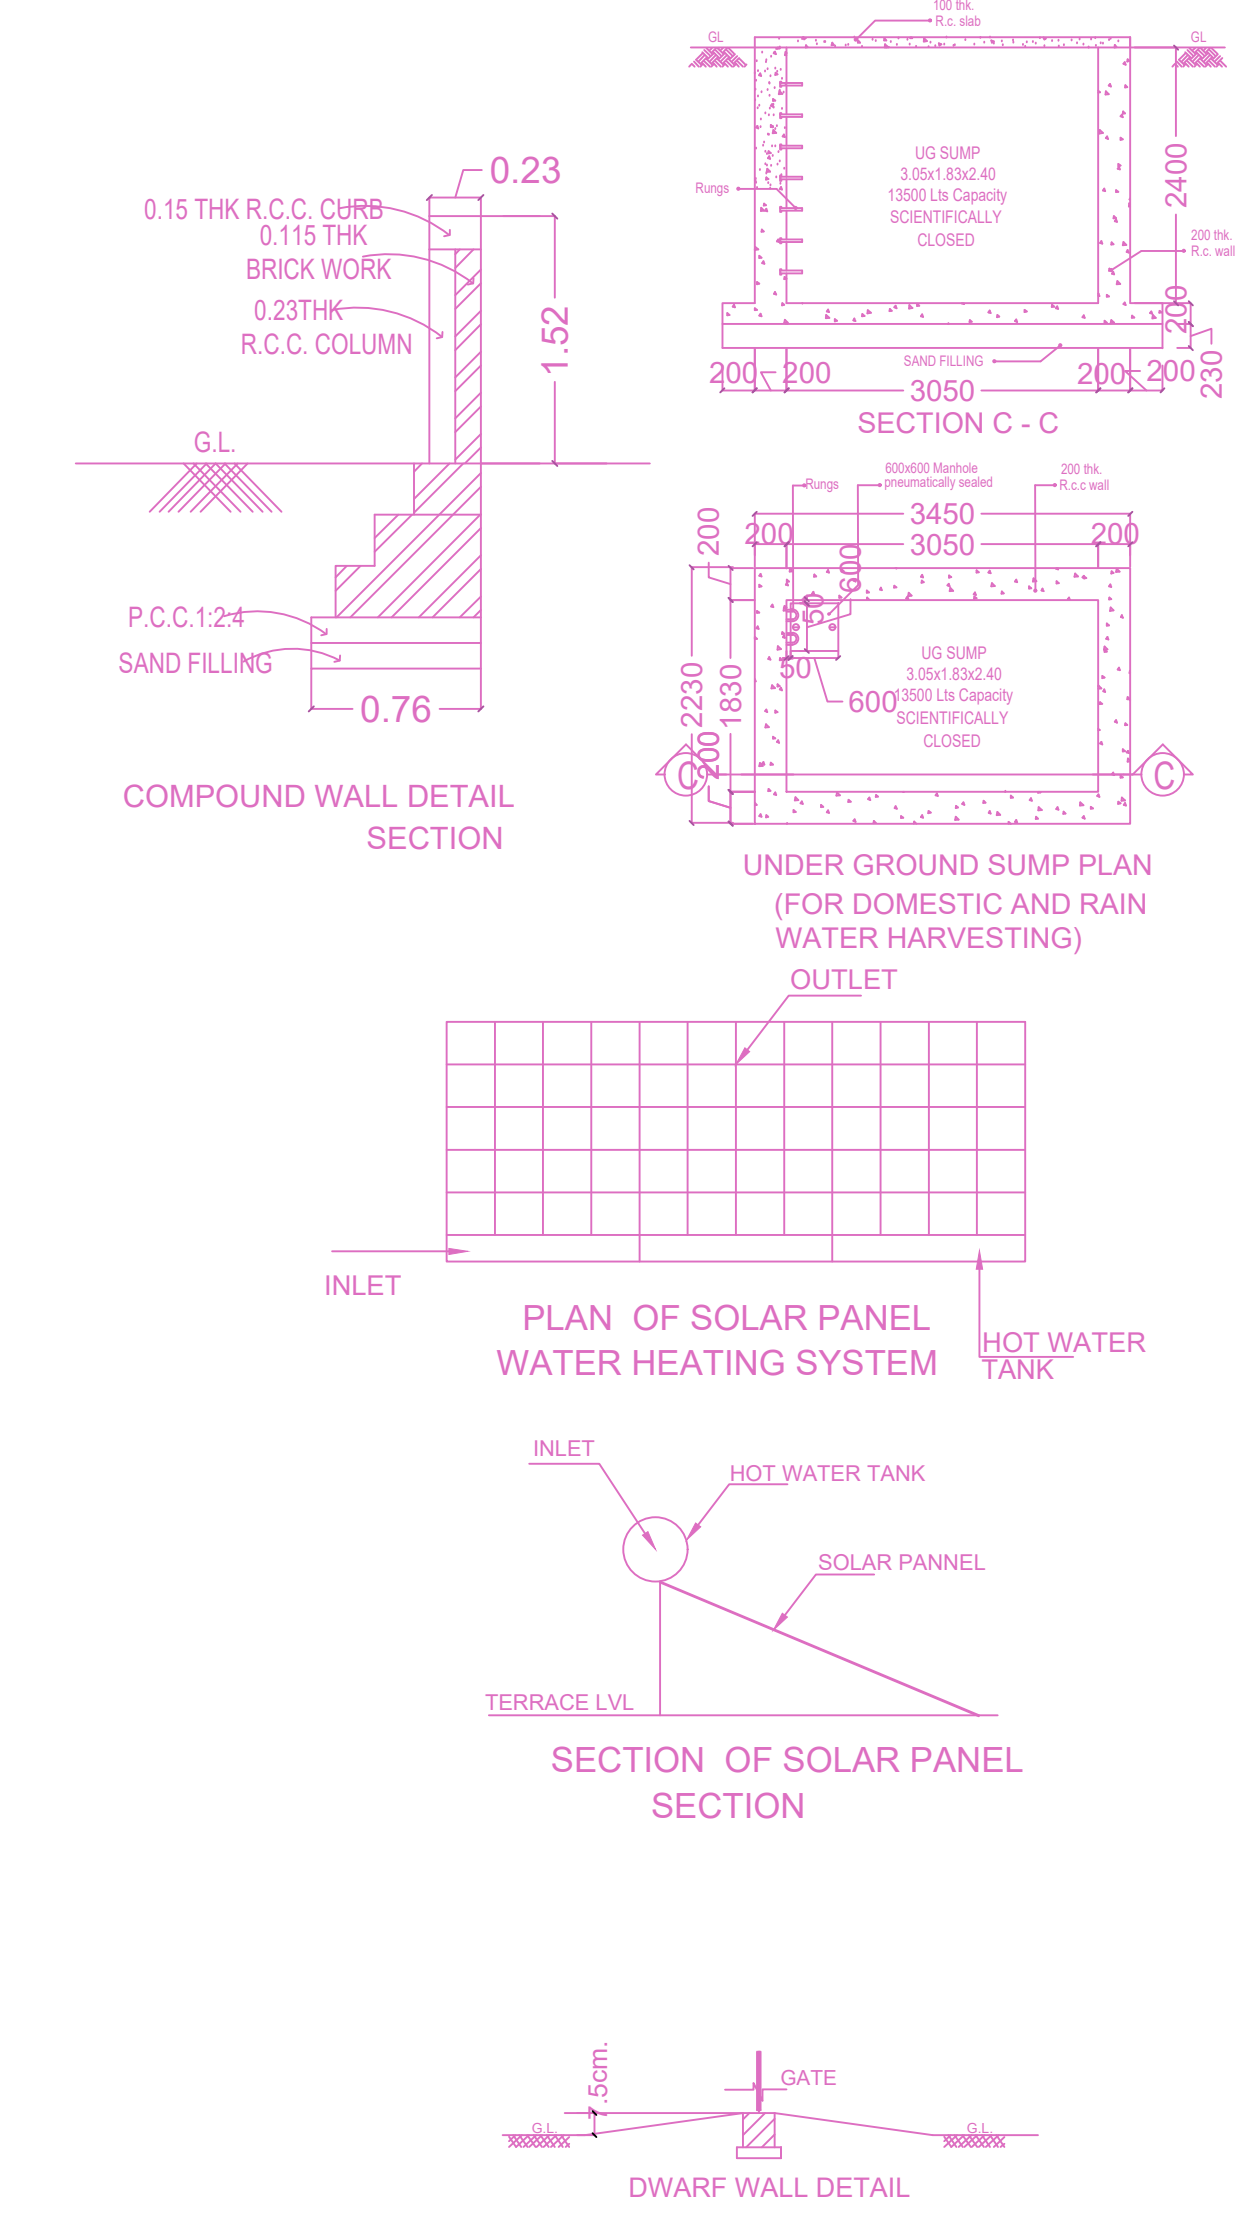 0.23
0.15 THK R.C.C. CURB
0.115 THK
BRICK WORK
0.23THK
R.C.C. COLUMN
1.52
G.L.
P.C.C.1:2:4
SAND FILLING
0.76
COMPOUND WALL DETAIL
SECTION
100 thk.
R.c. slab
GL
GL
UG SUMP
3.05x1.83x2.40
13500 Lts Capacity
SCIENTIFICALLY
CLOSED
Rungs
2400
200 thk.
R.c. wall
200
230
SAND FILLING
200
200
3050
200
200
SECTION C - C
Rungs
600x600 Manhole
pneumatically sealed
200 thk.
R.c.c wall
3450
200
3050
200
200
600
50
50
600
2230
1830
200
UG SUMP
3.05x1.83x2.40
13500 Lts Capacity
SCIENTIFICALLY
CLOSED
C
C
UNDER GROUND SUMP PLAN
(FOR DOMESTIC AND RAIN
WATER HARVESTING)
OUTLET
INLET
PLAN OF SOLAR PANEL
WATER HEATING SYSTEM
HOT WATER
TANK
INLET
HOT WATER TANK
SOLAR PANNEL
TERRACE LVL
SECTION OF SOLAR PANEL
SECTION
7.5cm.
GATE
G.L.
G.L.
DWARF WALL DETAIL